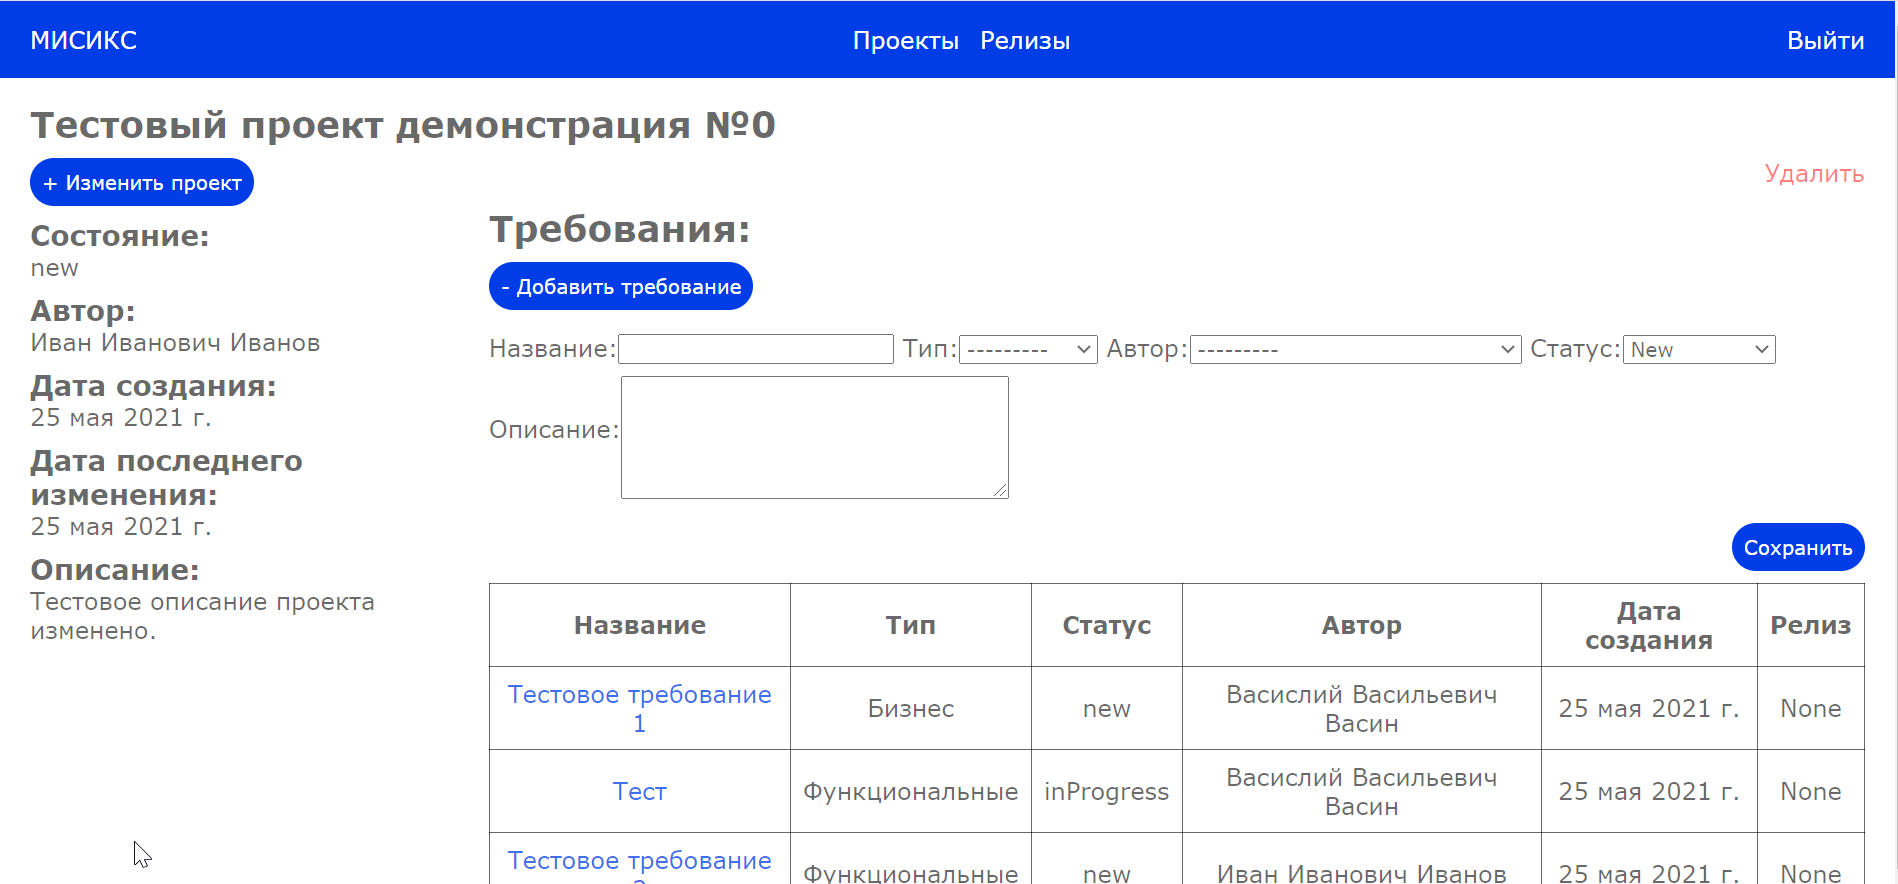 МИСИКС
Проекты Релизы
Выйти
Тестовый проект демонстрация №0
+ Изменить проект
Удалить
Состояние:
new
Автор:
Иван Иванович Иванов
Дата создания:
25 мая 2021 г.
Дата последнего
изменения:
25 мая 2021 г.
Описание:
Тестовое описание проекта
изменено.
Требования:
- Добавить требование
Название: Тип: --------- Автор: --------- Статус: New
Описание:
Сохранить
Название Тип Статус Автор Дата создания Релиз
Тестовое требование 1 Бизнес new Васислий Васильевич Васин 25 мая 2021 г. None
Тест Функциональные inProgress Васислий Васильевич Васин 25 мая 2021 г. None
Тестовое требование Функциональные new Иван Иванович Иванов 25 мая 2021 г. None